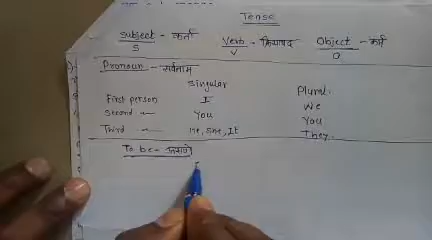 Tense
Subject - कर्ता Verb - क्रियापद Object - कर्म
S V O
Pronoun - सर्वनाम
Singular Plural
First person I We
Second " You You
Third " He, She, It They
To be - असणे